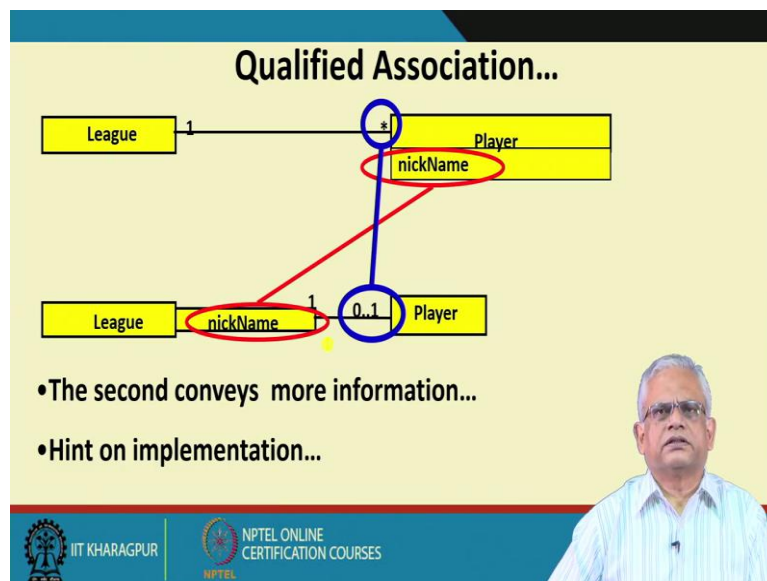 Qualified Association...
League 1 * Player
nickName
League nickName 1 0..1 Player
•The second conveys more information...
•Hint on implementation...
IIT KHARAGPUR
NPTEL
NPTEL ONLINE
CERTIFICATION COURSES